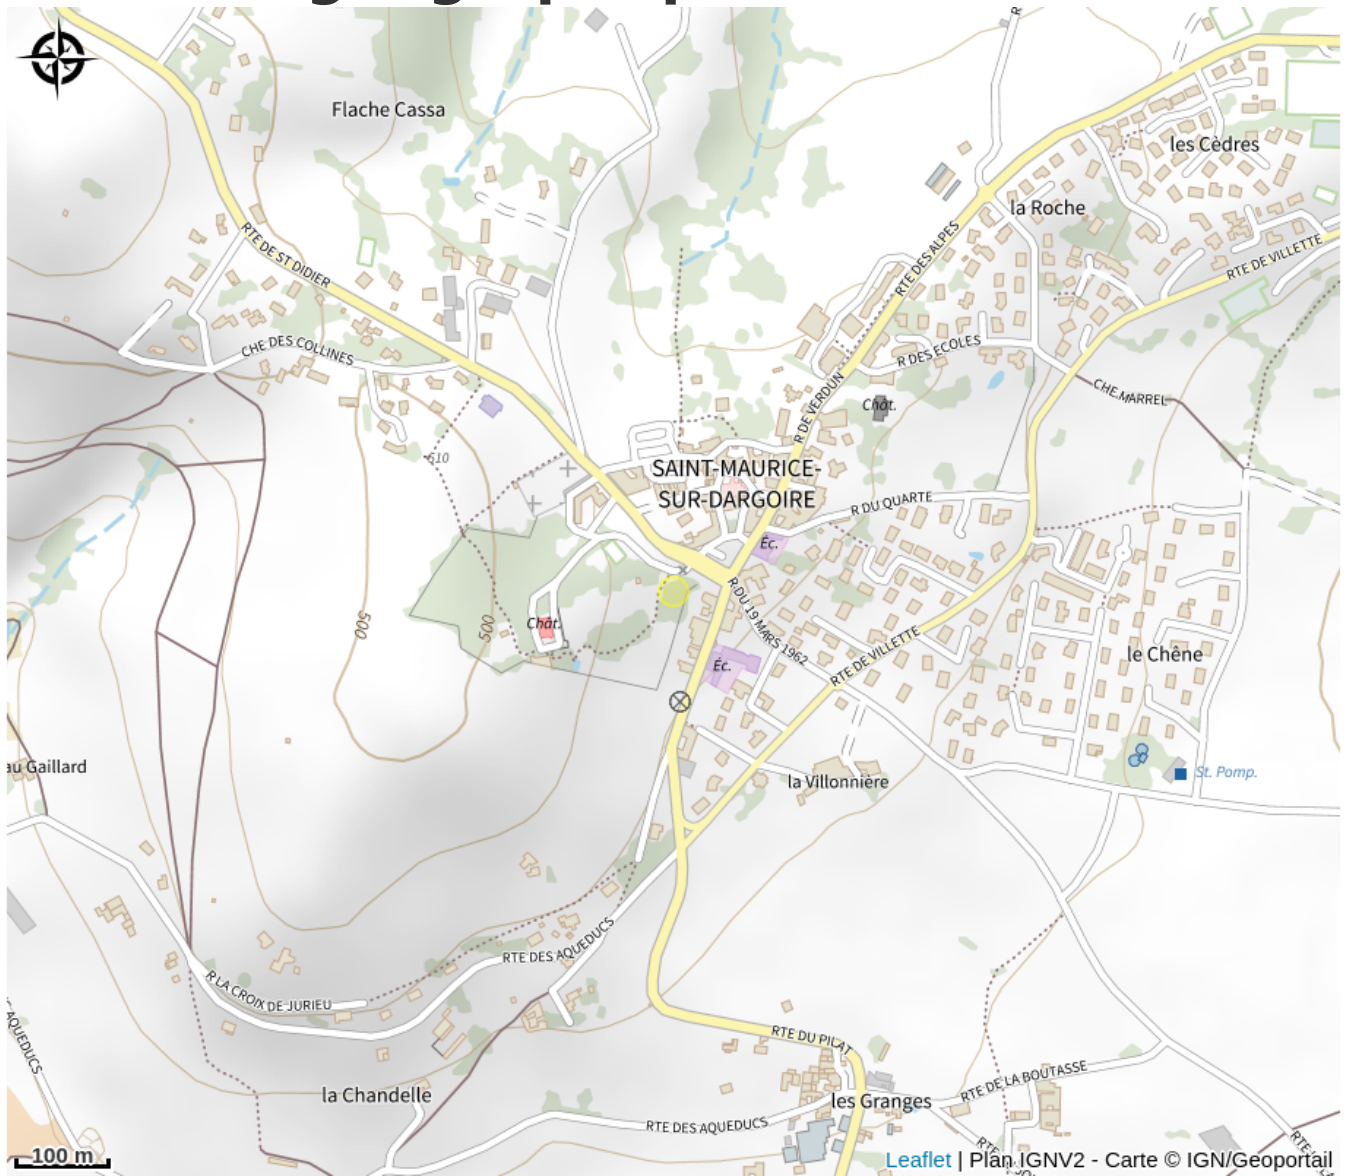 Flache Cassa
les Cèdres
la Roche
RTE DE ST DIDIER
RTE DES ALPES
RTE DE VILLETTE
CHE DES COLLINES
R DES ECOLES
CHE MARREL
R DE VERDUN
Chât.
510
SAINT-MAURICE-
SUR-DARGOIRE
R DU QUARTE
Éc.
R DU 19 MARS 1962
500
500
Chât.
Éc.
RTE DE VILLETTE
le Chêne
au Gaillard
la Villonnière
St. Pomp.
RTE DES AQUEDUCS
R LA CROIX DE JURIEU
AQUEDUCS
RTE DU PILAT
la Chandelle
les Granges
RTE DE LA BOUTASSE
RTE DES AQUEDUCS
100 m
Leaflet | Plan IGNV2 - Carte © IGN/Geoportail